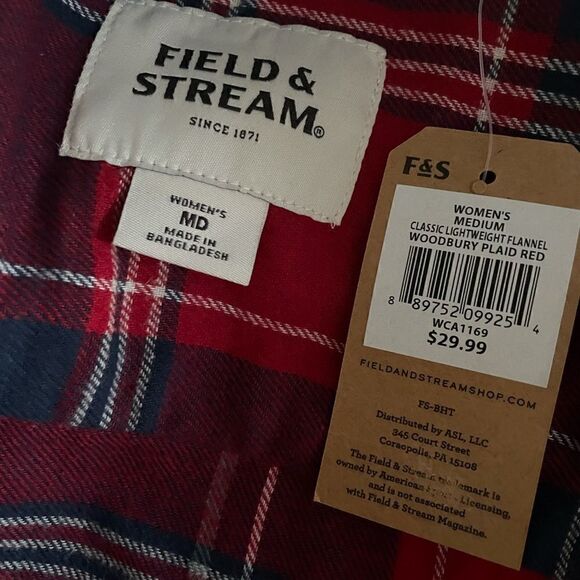 FIELD &
STREAM®
SINCE 1871
WOMEN'S
MD
MADE IN
BANGLADESH
F&S
WOMEN'S
MEDIUM
CLASSIC LIGHTWEIGHT FLANNEL
WOODBURY PLAID RED
8 89752 09925 4
WCA1169
$29.99
FIELDANDSTREAMSHOP.COM
FS-BHT
Distributed by ASL, LLC
345 Court Street
Coraopolis, PA 15108
The Field & Stream trademark is
owned by American Licensing,
and is not associated
with Field & Stream Magazine.